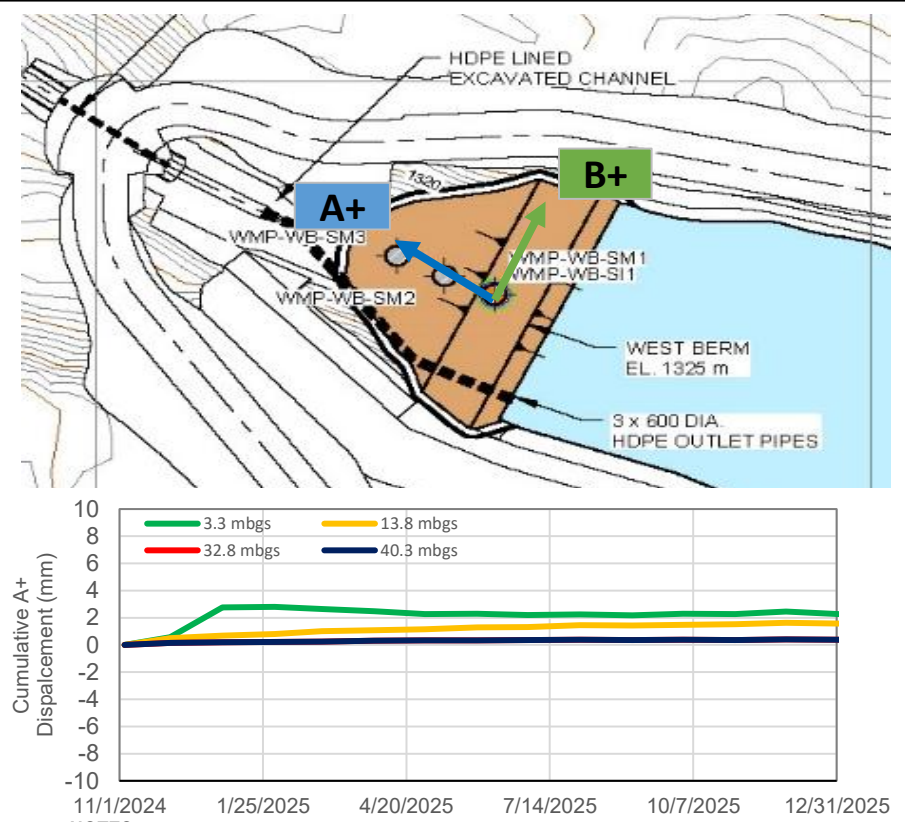 HDPE LINED
EXCAVATED CHANNEL
1320
A+
B+
WMP-WB-SM3
WMP-WB-SM1
WMP-WB-SI1
WMP-WB-SM2
WEST BERM
EL. 1325 m
3 x 600 DIA.
HDPE OUTLET PIPES
Cumulative A+
Dispalcement (mm)
10
8
6
4
2
0
-2
-4
-6
-8
-10
3.3 mbgs
13.8 mbgs
32.8 mbgs
40.3 mbgs
11/1/2024 1/25/2025 4/20/2025 7/14/2025 10/7/2025 12/31/2025